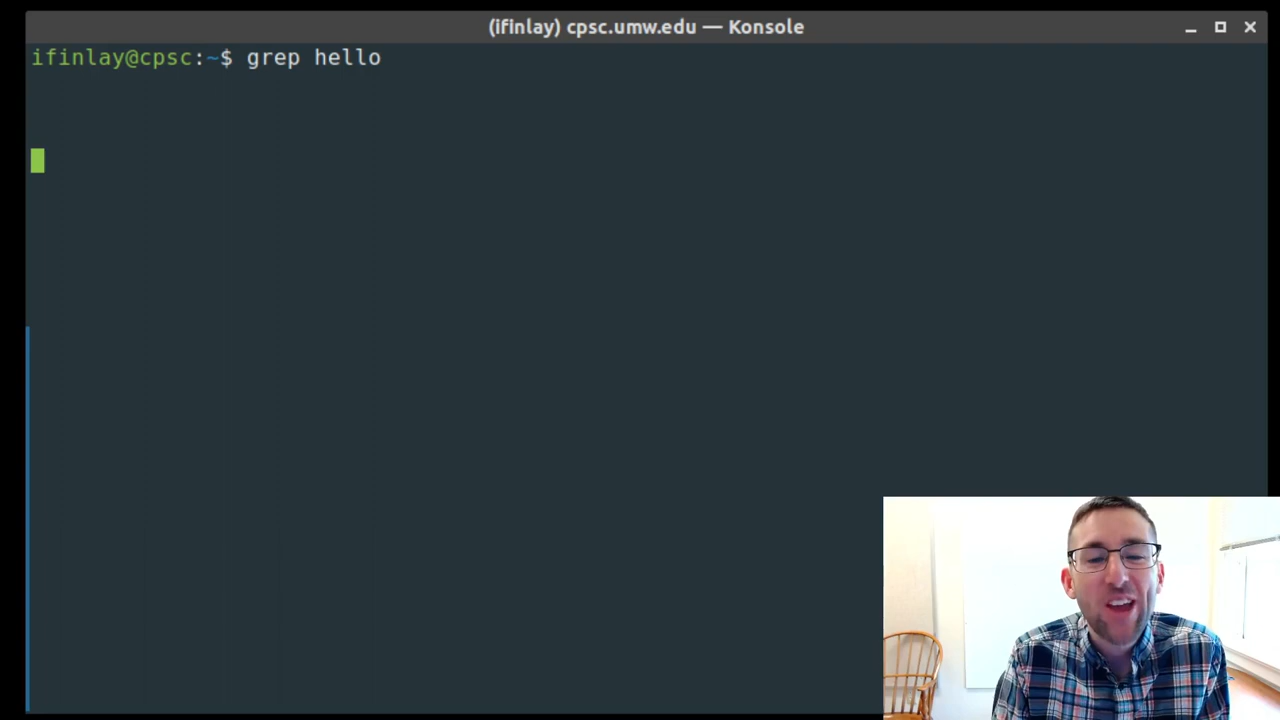 (ifinlay) cpsc.umw.edu — Konsole
ifinlay@cpsc:~$ grep hello